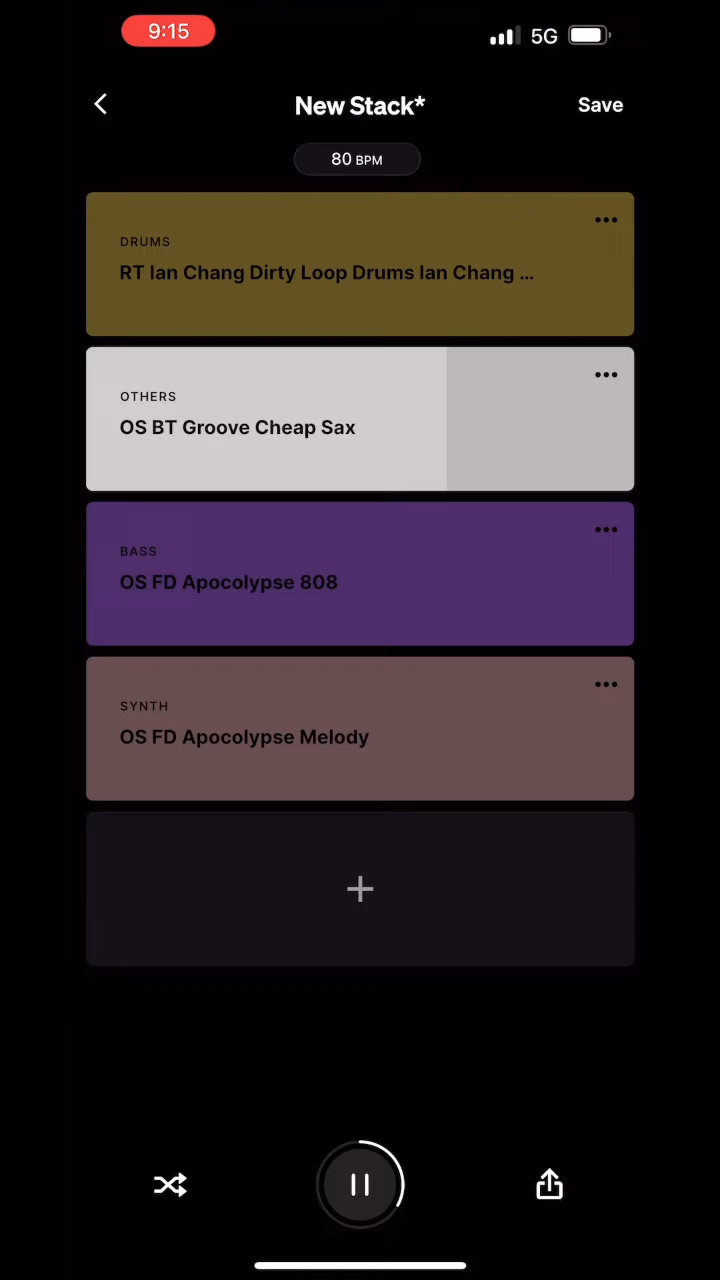 9:15
5G
New Stack*
Save
80 BPM
DRUMS
RT Ian Chang Dirty Loop Drums Ian Chang ...
OTHERS
OS BT Groove Cheap Sax
BASS
OS FD Apocolypse 808
SYNTH
OS FD Apocolypse Melody